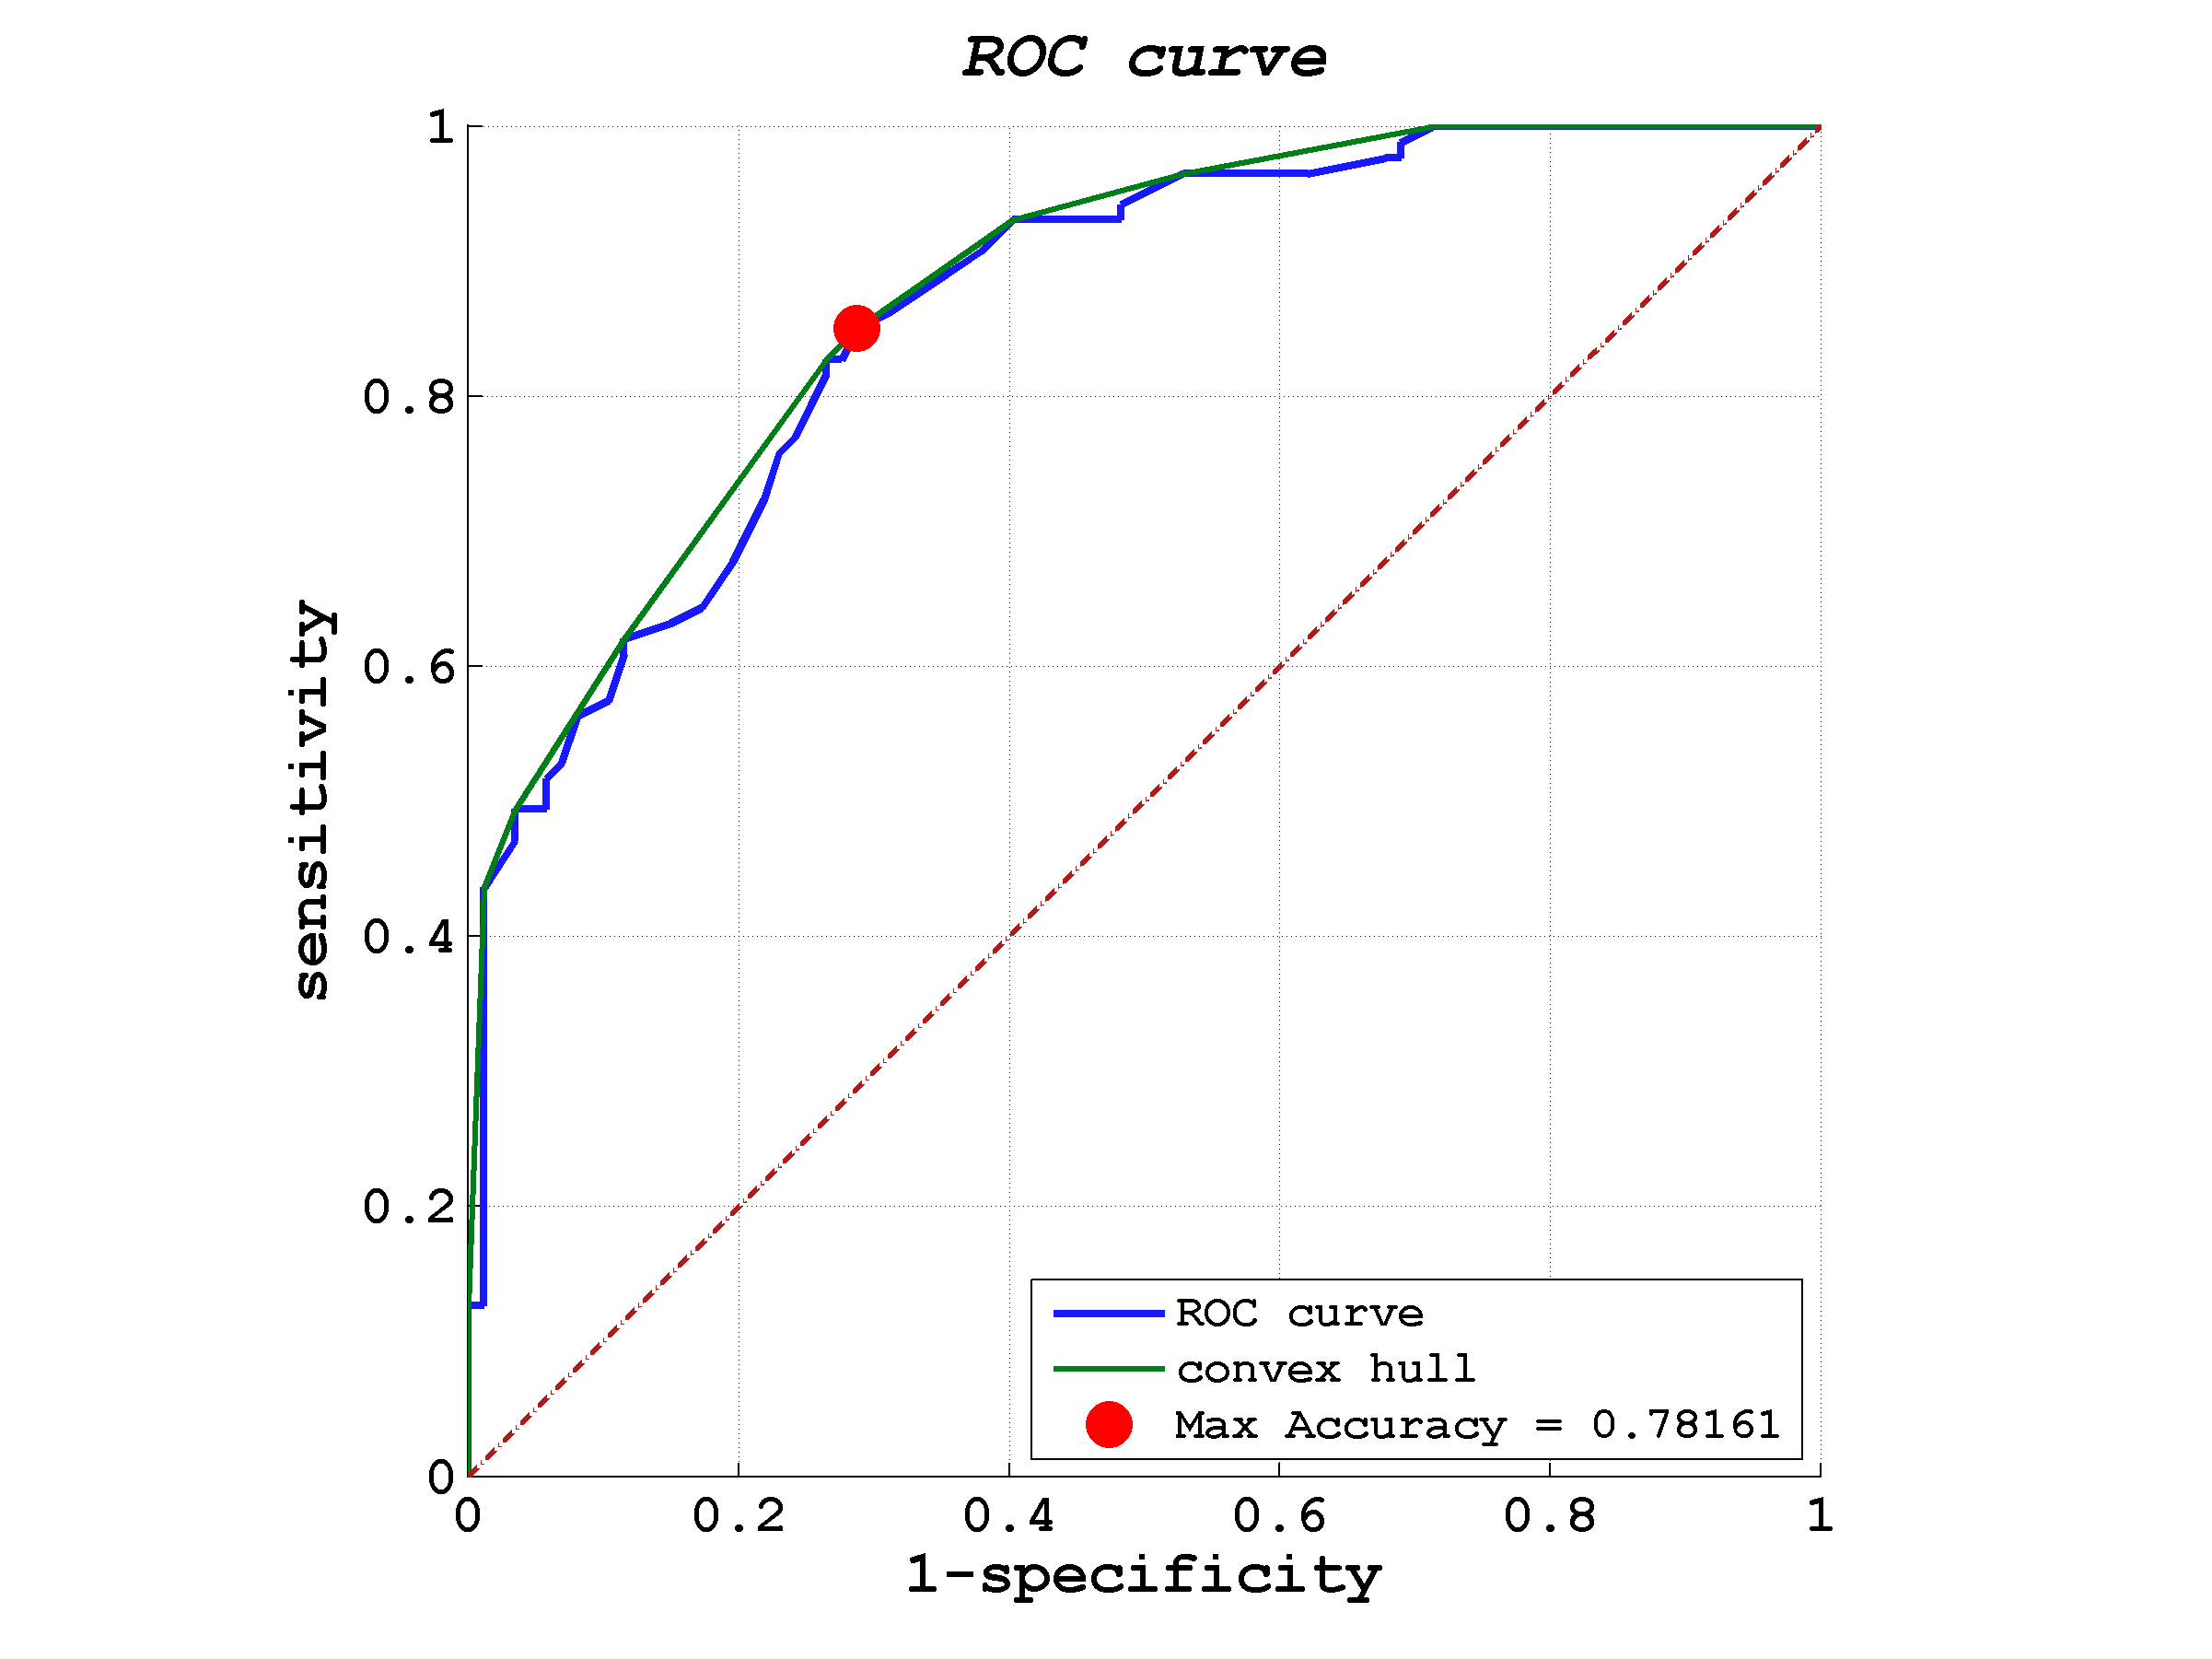 ROC curve
sensitivity
1
0.8
0.6
0.4
0.2
0
0 0.2 0.4 0.6 0.8 1
1-specificity
ROC curve
convex hull
Max Accuracy = 0.78161